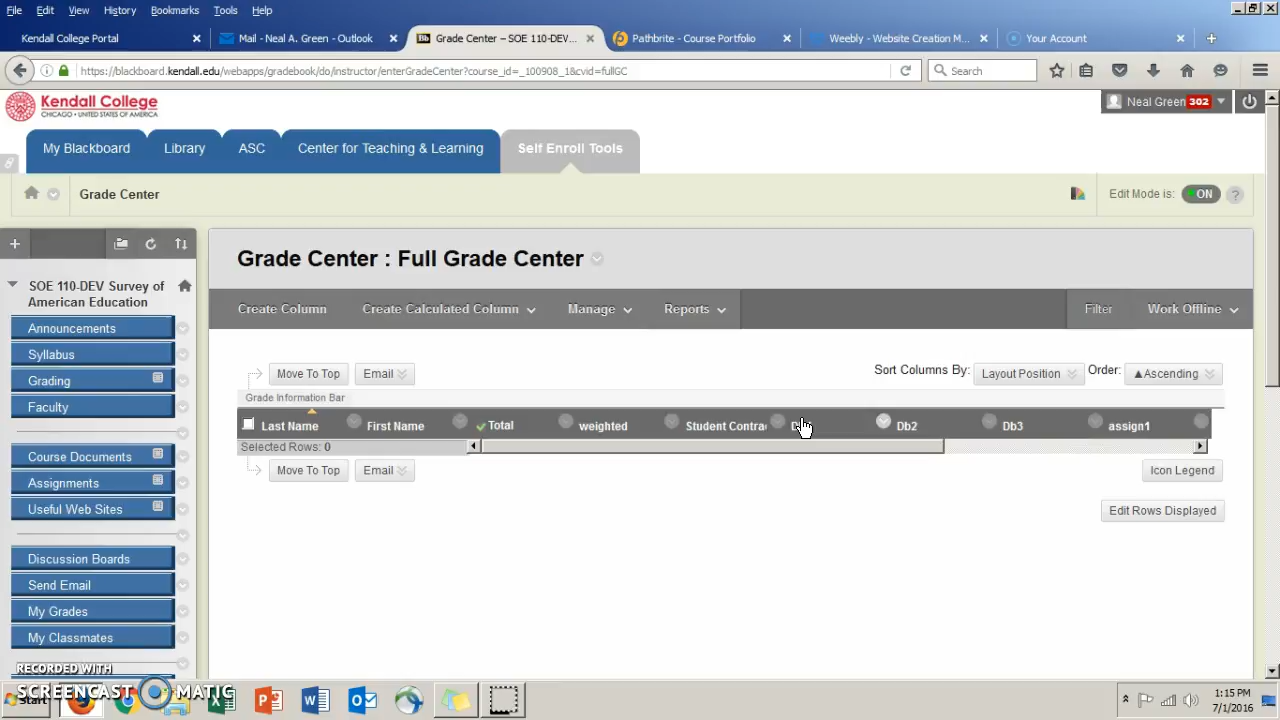 File Edit View History Bookmarks Tools Help
Kendall College Portal
Mail - Neal A. Green - Outlook
Bb Grade Center – SOE 110-DEV...
Pathbrite - Course Portfolio
Weebly - Website Creation M...
Your Account
https://blackboard.kendall.edu/webapps/gradebook/do/instructor/enterGradeCenter?course_id=_100908_1&cvid=fullGC
Search
Kendall College
CHICAGO • UNITED STATES OF AMERICA
Neal Green 302
My Blackboard Library ASC Center for Teaching & Learning Self Enroll Tools
Grade Center
Edit Mode is: ON ?
SOE 110-DEV Survey of
American Education
Announcements
Syllabus
Grading
Faculty
Course Documents
Assignments
Useful Web Sites
Discussion Boards
Send Email
My Grades
My Classmates
Grade Center : Full Grade Center
Create Column Create Calculated Column Manage Reports Filter Work Offline
Move To Top Email Sort Columns By: Layout Position Order: Ascending
Grade Information Bar
Last Name First Name Total weighted Student Contrac Db2 Db3 assign1
Selected Rows: 0
Move To Top Email Icon Legend
Edit Rows Displayed
RECORDED WITH
SCREENCAST MATIC
Start
1:15 PM
7/1/2016